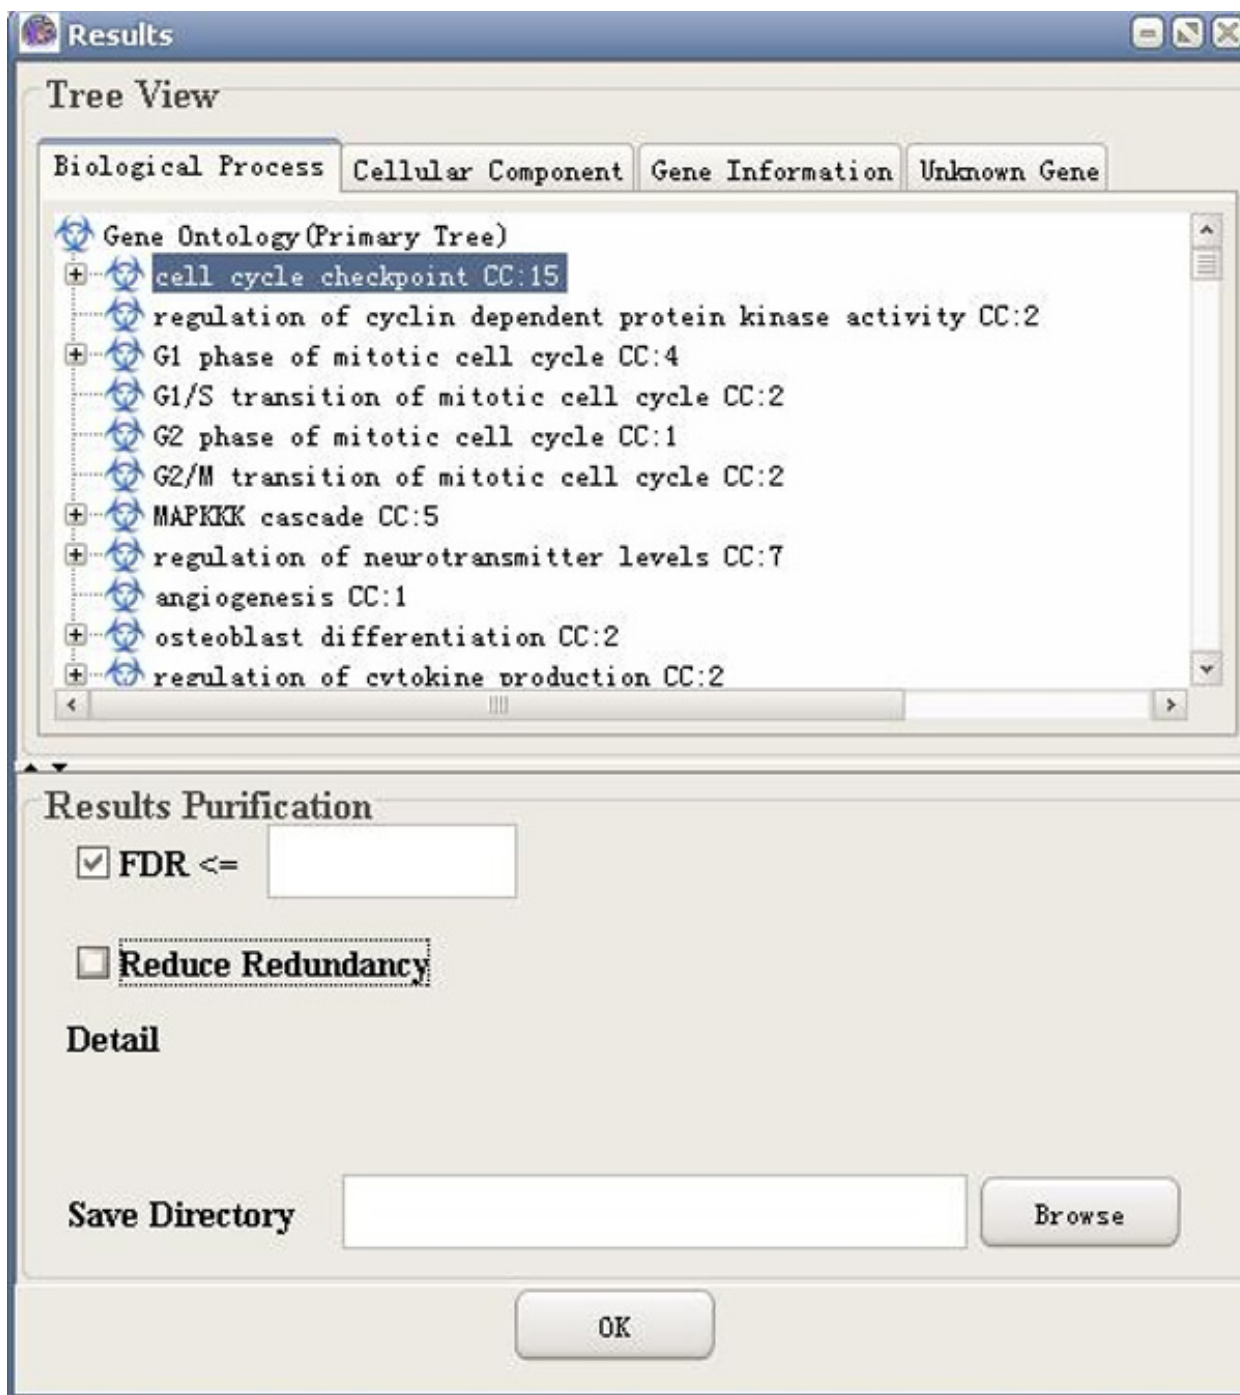 Results
Tree View
Biological Process Cellular Component Gene Information Unknown Gene
Gene Ontology(Primary Tree)
cell cycle checkpoint CC:15
regulation of cyclin dependent protein kinase activity CC:2
G1 phase of mitotic cell cycle CC:4
G1/S transition of mitotic cell cycle CC:2
G2 phase of mitotic cell cycle CC:1
G2/M transition of mitotic cell cycle CC:2
MAPKKK cascade CC:5
regulation of neurotransmitter levels CC:7
angiogenesis CC:1
osteoblast differentiation CC:2
regulation of cytokine production CC:2
Results Purification
FDR <=
Reduce Redundancy
Detail
Save Directory Browse
OK